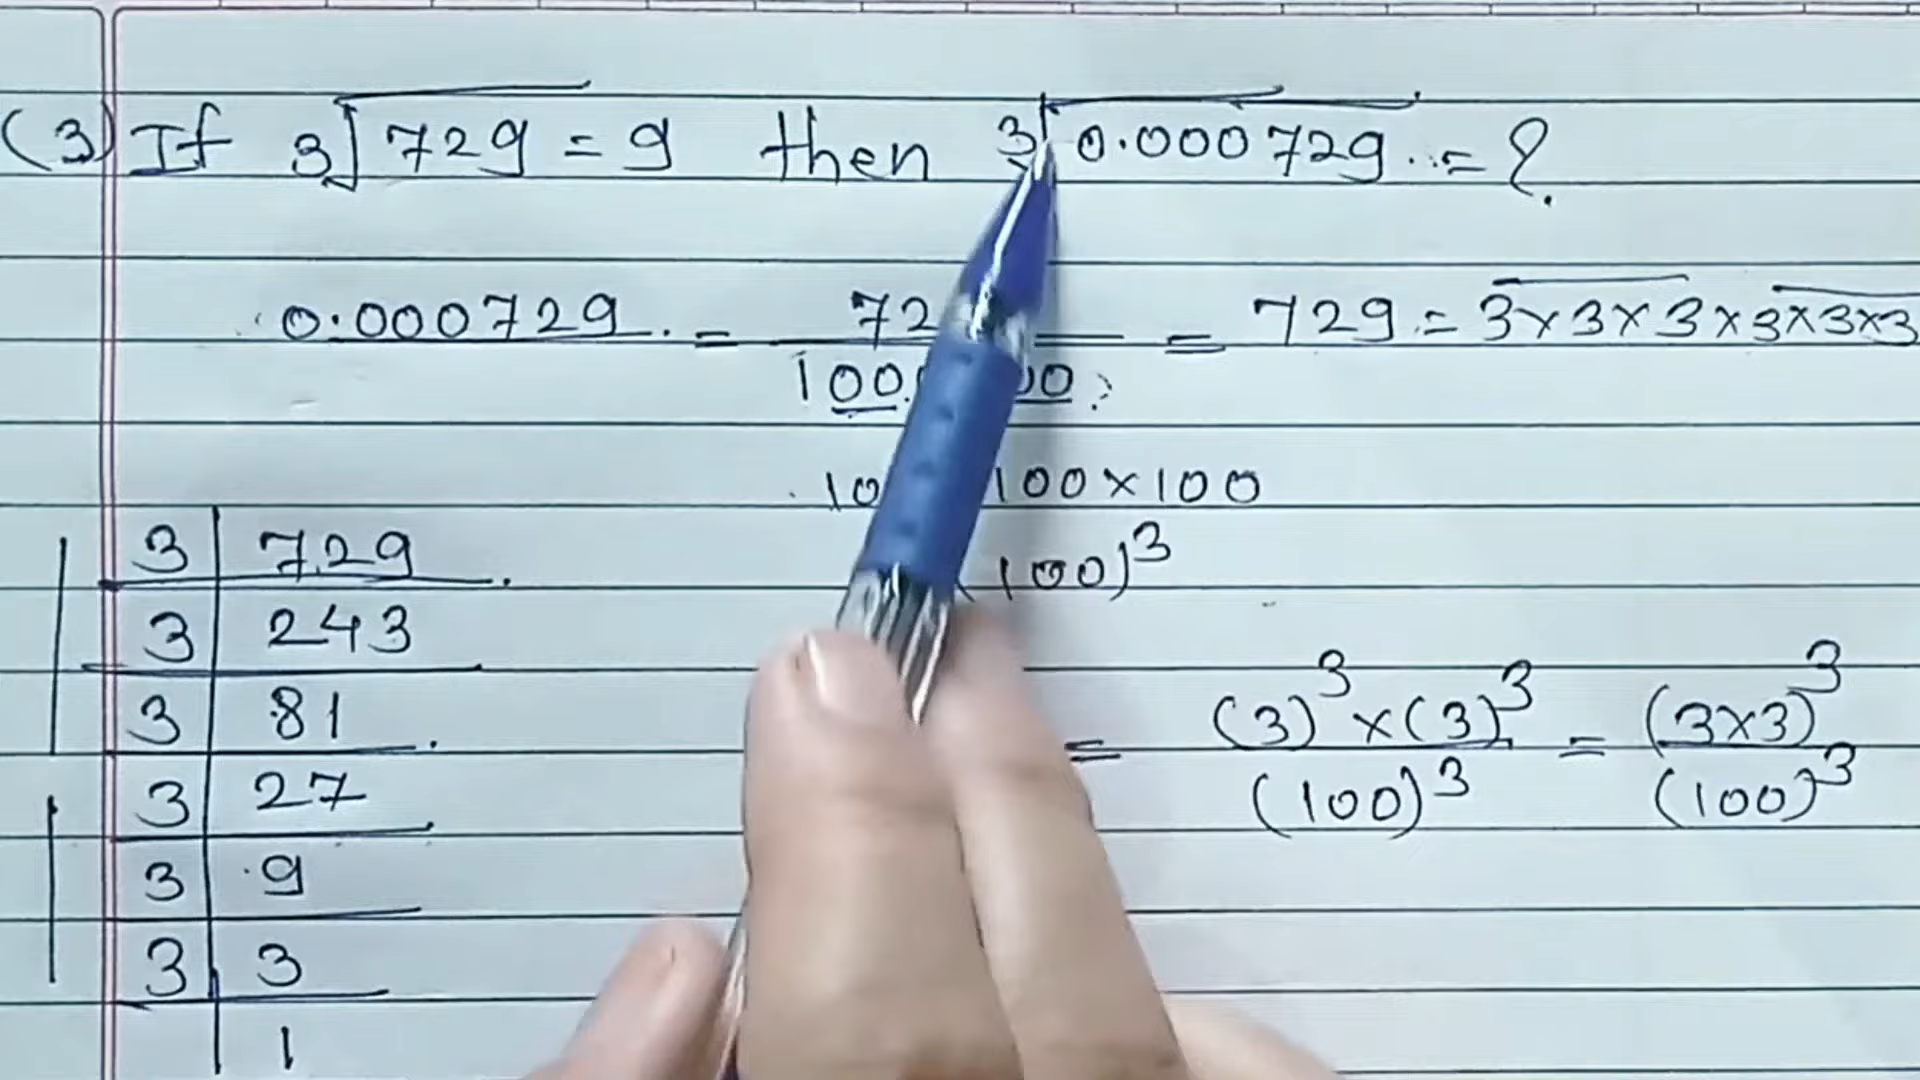 (3) If 3√729 = 9 then 3√0.000729 = ?
0.000729 = 72 = 729 = 3×3×3×3×3×3
100 00
10 100×100
(100)³
3 | 729
3 | 243
3 | 81
3 | 27
3 | 9
3 | 3
1
= (3)³×(3)³ = (3×3)³
(100)³ (100)³